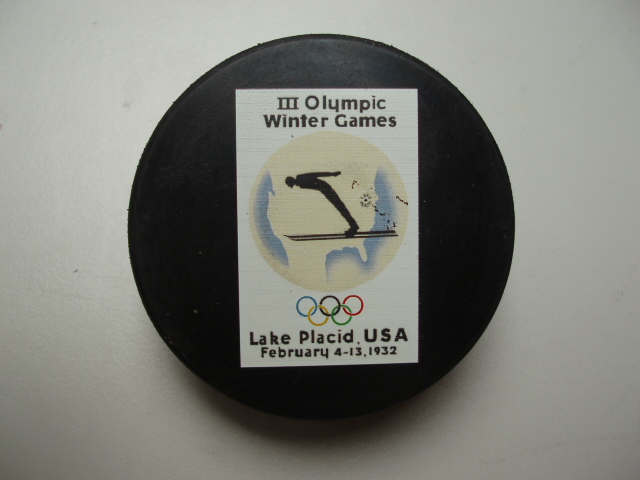 III Olympic
Winter Games
Lake Placid, USA
February 4-13, 1932